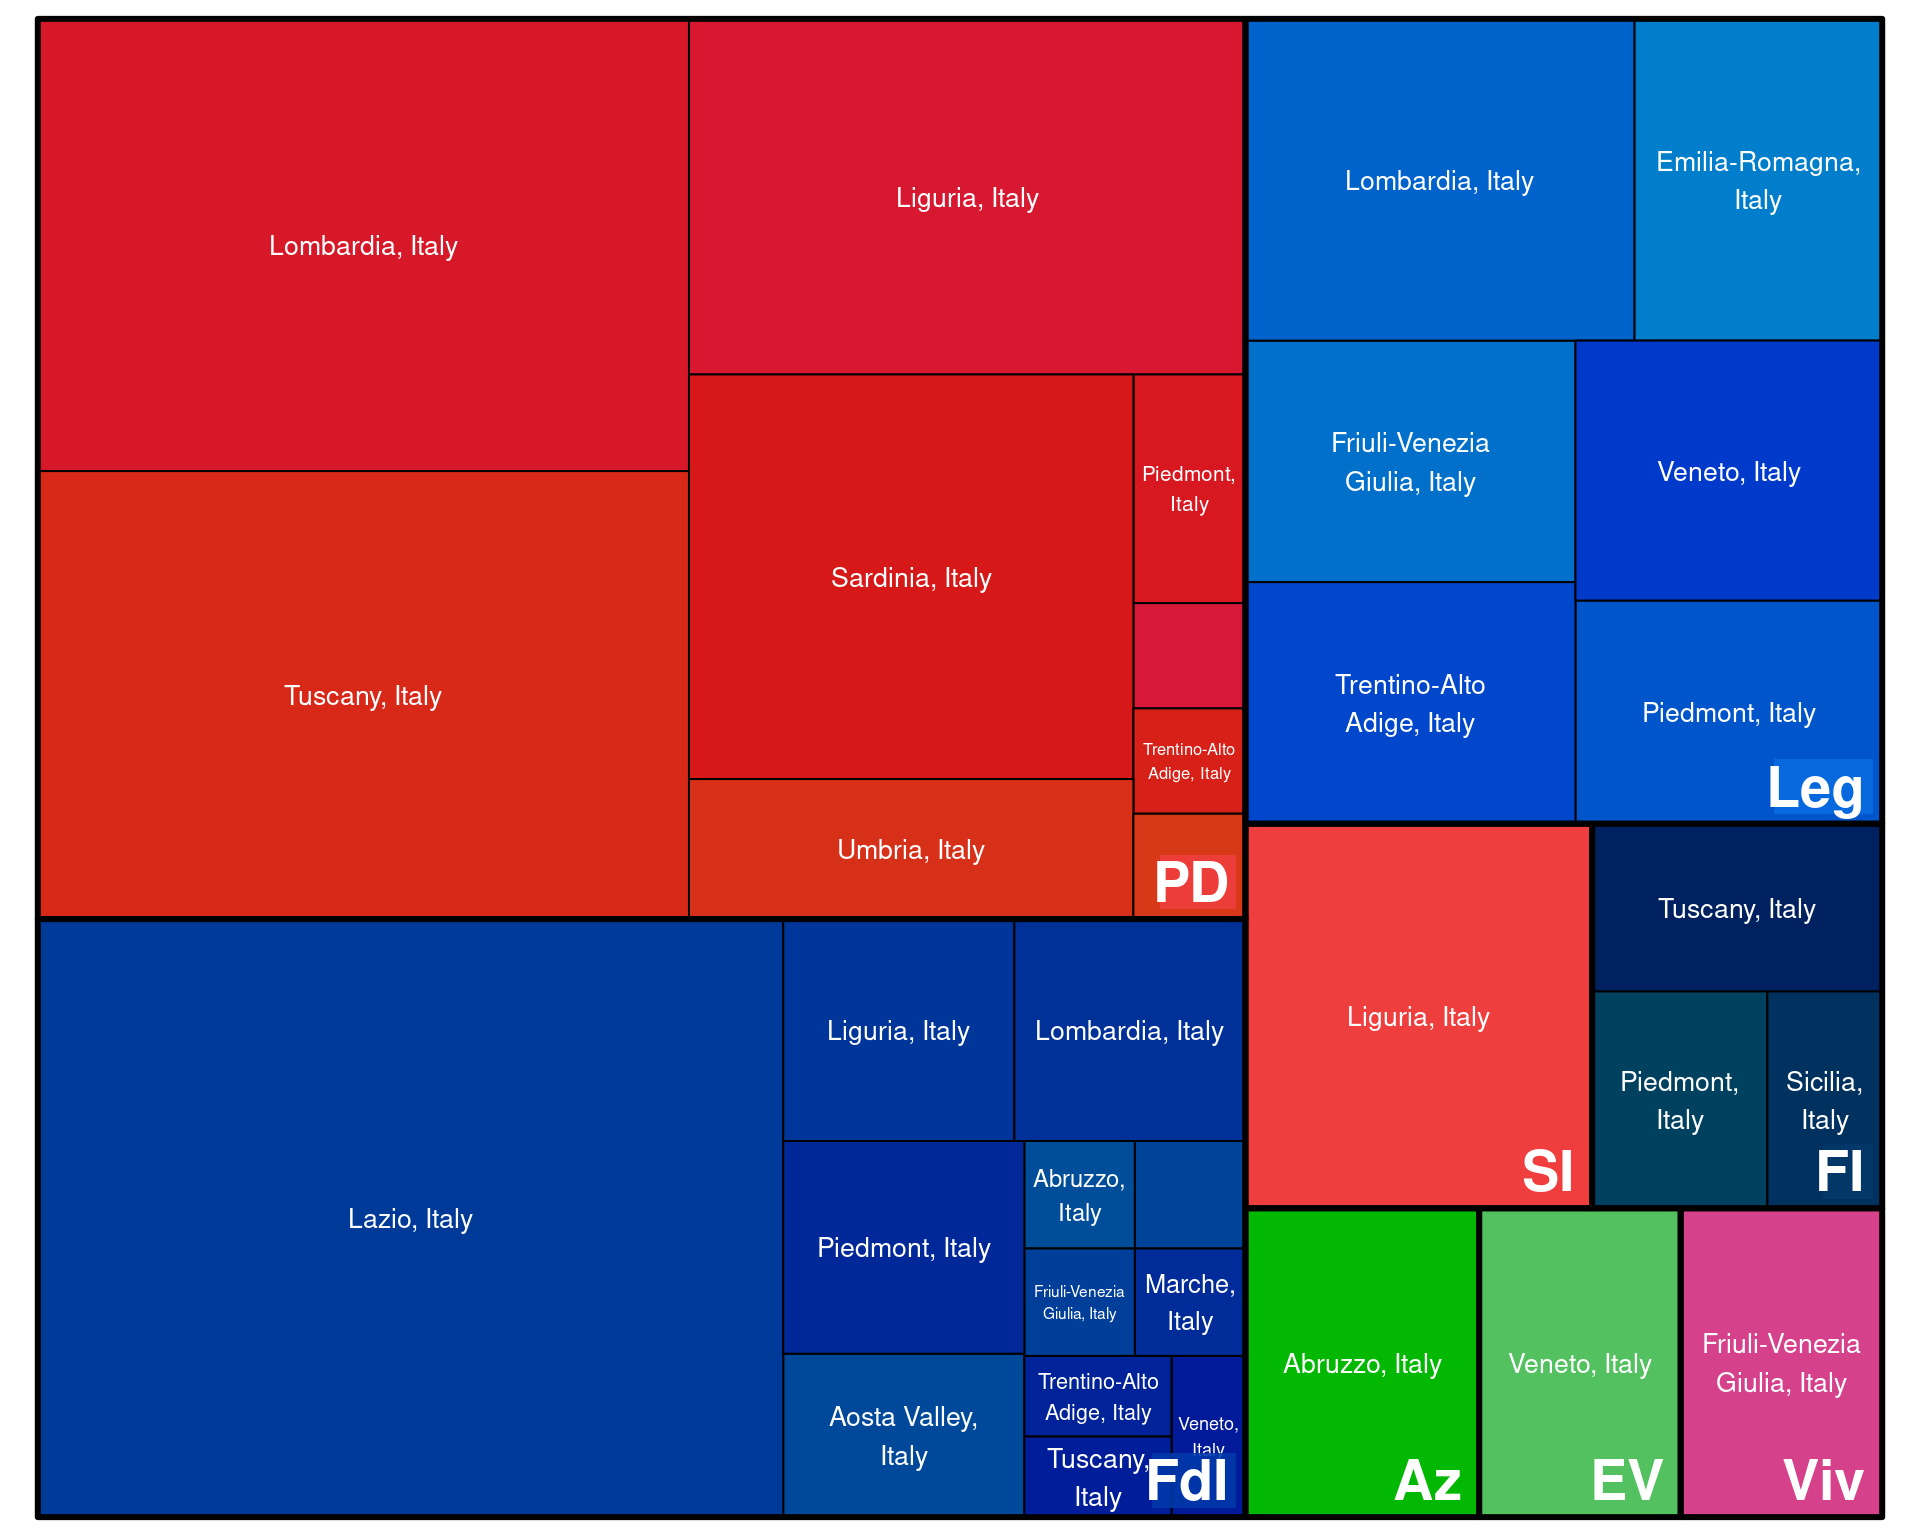 Lombardia, Italy
Liguria, Italy
Tuscany, Italy
Sardinia, Italy
Piedmont,
Italy
Trentino-Alto
Adige, Italy
Umbria, Italy
PD
Lombardia, Italy
Emilia-Romagna,
Italy
Friuli-Venezia
Giulia, Italy
Veneto, Italy
Trentino-Alto
Adige, Italy
Piedmont, Italy
Leg
Lazio, Italy
Liguria, Italy
Lombardia, Italy
Piedmont, Italy
Abruzzo,
Italy
Friuli-Venezia
Giulia, Italy
Marche,
Italy
Aosta Valley,
Italy
Trentino-Alto
Adige, Italy
Veneto,
Italy
Tuscany,
Italy
FdI
Liguria, Italy
SI
Tuscany, Italy
Piedmont,
Italy
Sicilia,
Italy
FI
Abruzzo, Italy
Az
Veneto, Italy
EV
Friuli-Venezia
Giulia, Italy
Viv